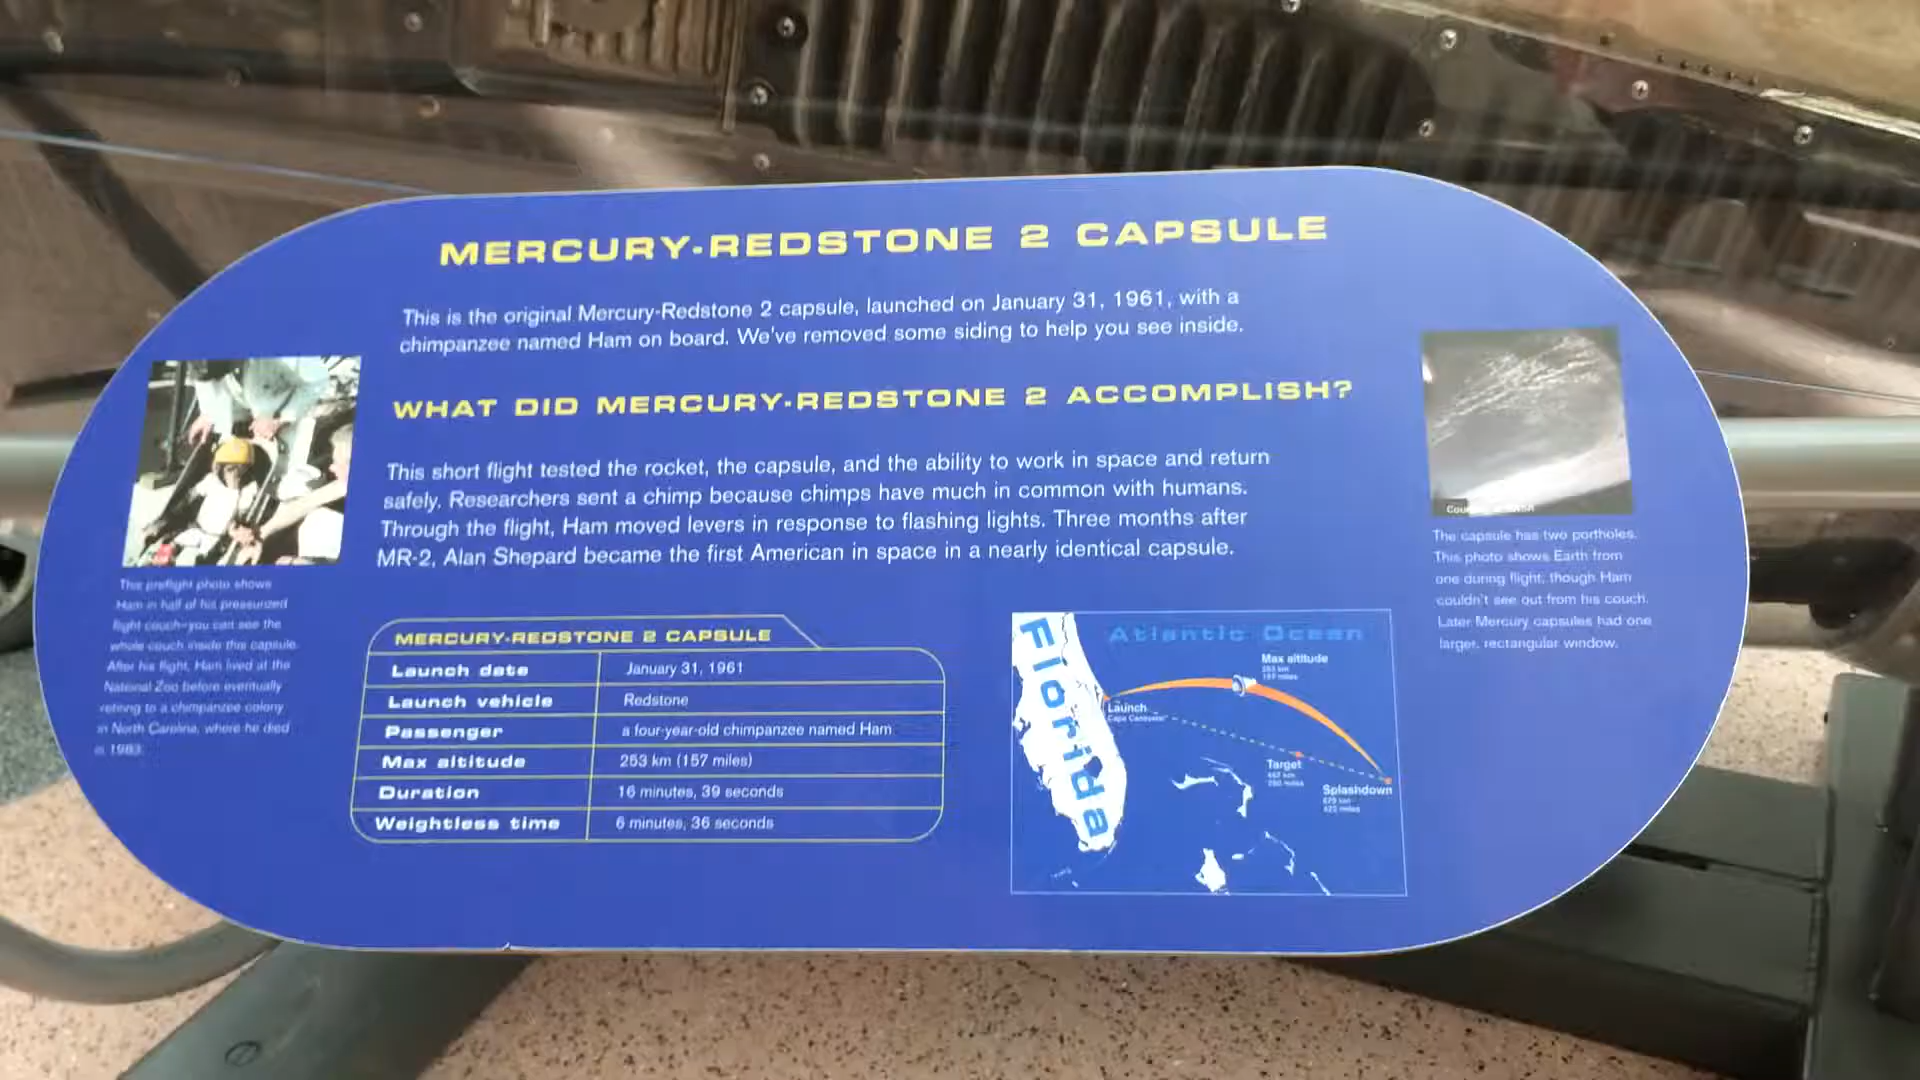 MERCURY-REDSTONE 2 CAPSULE
This is the original Mercury-Redstone 2 capsule, launched on January 31, 1961, with a
chimpanzee named Ham on board. We've removed some siding to help you see inside.
WHAT DID MERCURY-REDSTONE 2 ACCOMPLISH?
This short flight tested the rocket, the capsule, and the ability to work in space and return
safely. Researchers sent a chimp because chimps have much in common with humans.
Through the flight, Ham moved levers in response to flashing lights. Three months after
MR-2, Alan Shepard became the first American in space in a nearly identical capsule.
This preflight photo shows
Ham in half of his pressurized
flight couch–you can see the
whole couch inside this capsule.
After his flight, Ham lived at the
National Zoo before eventually
retiring to a chimpanzee colony
in North Carolina, where he died
in 1983.
MERCURY-REDSTONE 2 CAPSULE
Launch date January 31, 1961
Launch vehicle Redstone
Passenger a four-year-old chimpanzee named Ham
Max altitude 253 km (157 miles)
Duration 16 minutes, 39 seconds
Weightless time 6 minutes, 36 seconds
Florida
Atlantic Ocean
Max altitude
253 km
157 miles
Launch
Cape Canaveral
Target
Splashdown
679 km
422 miles
The capsule has two portholes.
This photo shows Earth from
one during flight, though Ham
couldn't see out from his couch.
Later Mercury capsules had one
larger, rectangular window.